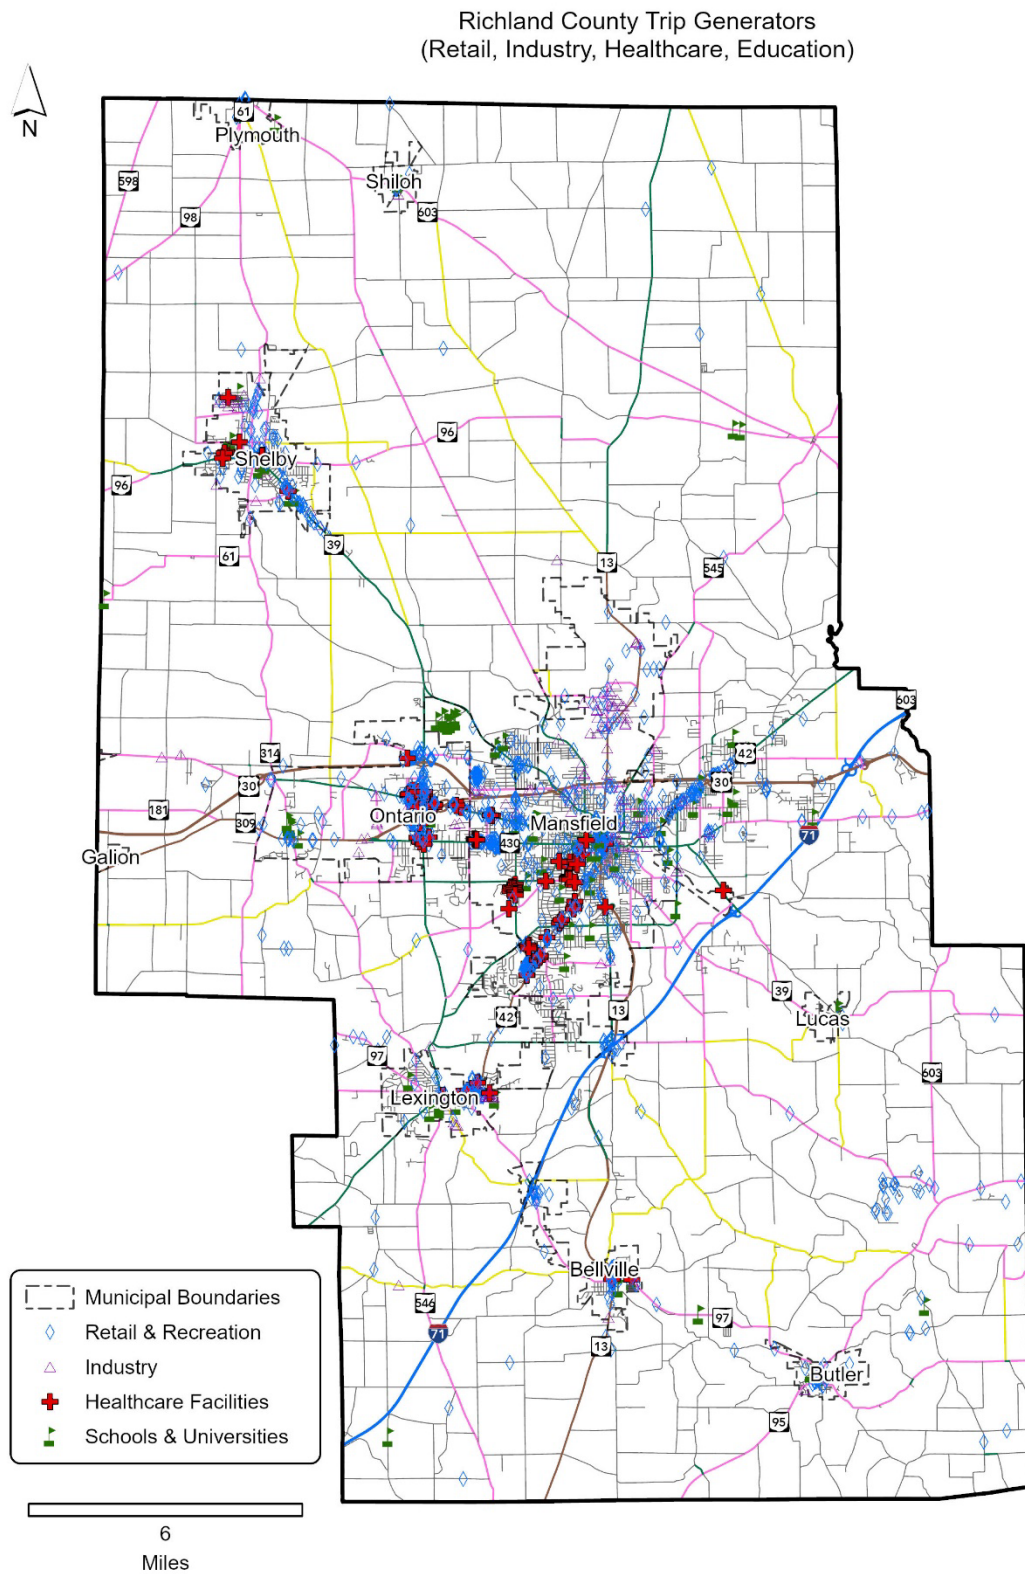 Richland County Trip Generators
(Retail, Industry, Healthcare, Education)
N
61
Plymouth
598
Shiloh
98
603
96
Shelby
96
39
61
13
545
603
314
42
30
30
181
309
Ontario
Mansfield
430
71
Galion
39
42
13
Lucas
97
603
Lexington
Bellville
546
97
71
13
Butler
95
Municipal Boundaries
Retail & Recreation
Industry
Healthcare Facilities
Schools & Universities
6
Miles